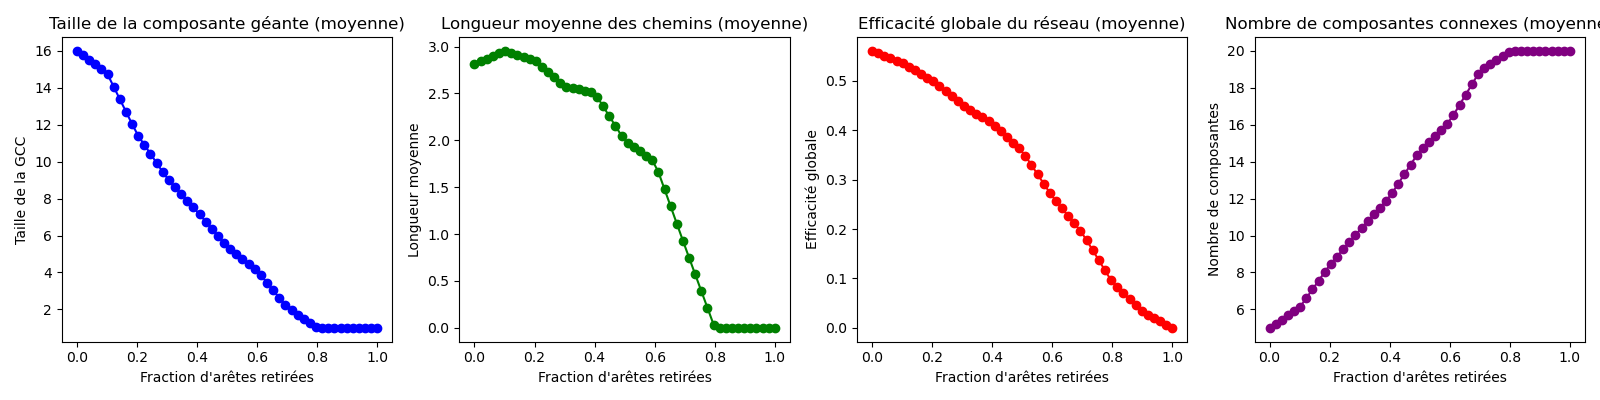 Taille de la composante géante (moyenne)
16
14
12
10
8
6
4
2
Taille de la GCC
0.0 0.2 0.4 0.6 0.8 1.0
Fraction d'arêtes retirées
Longueur moyenne des chemins (moyenne)
3.0
2.5
2.0
1.5
1.0
0.5
0.0
Longueur moyenne
0.0 0.2 0.4 0.6 0.8 1.0
Fraction d'arêtes retirées
Efficacité globale du réseau (moyenne)
0.5
0.4
0.3
0.2
0.1
0.0
Efficacité globale
0.0 0.2 0.4 0.6 0.8 1.0
Fraction d'arêtes retirées
Nombre de composantes connexes (moyenne
20
18
16
14
12
10
8
6
Nombre de composantes
0.0 0.2 0.4 0.6 0.8 1.0
Fraction d'arêtes retirées